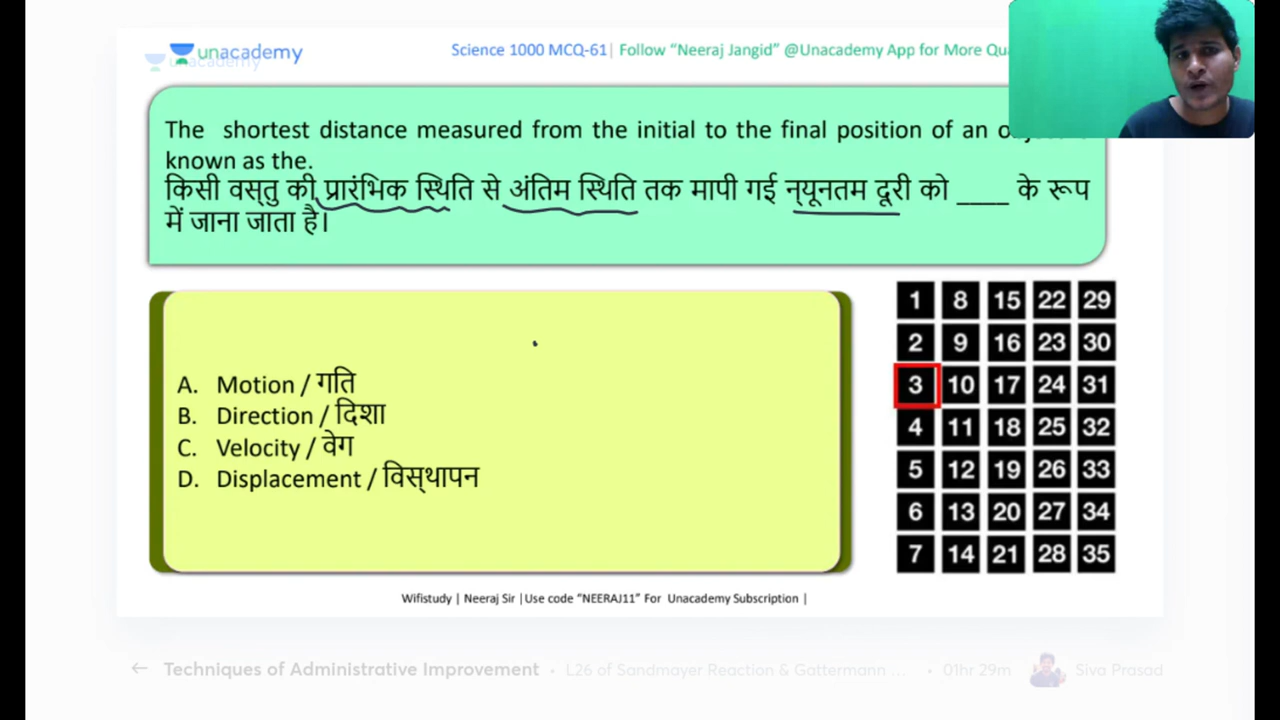 unacademy
unacademy
Science 1000 MCQ-61| Follow “Neeraj Jangid” @Unacademy App for More
The shortest distance measured from the initial to the final position of an
known as the.
किसी वस्तु की प्रारंभिक स्थिति से अंतिम स्थिति तक मापी गई न्यूनतम दूरी को ____ के रूप
में जाना जाता है।
A. Motion / गति
B. Direction / दिशा
C. Velocity / वेग
D. Displacement / विस्थापन
1 8 15 22 29
2 9 16 23 30
3 10 17 24 31
4 11 18 25 32
5 12 19 26 33
6 13 20 27 34
7 14 21 28 35
Wifistudy | Neeraj Sir |Use code “NEERAJ11” For Unacademy Subscription |
← Techniques of Administrative Improvement • L26 of Sandmayer Reaction & Gattermann ... • 01hr 29m Siva Prasad